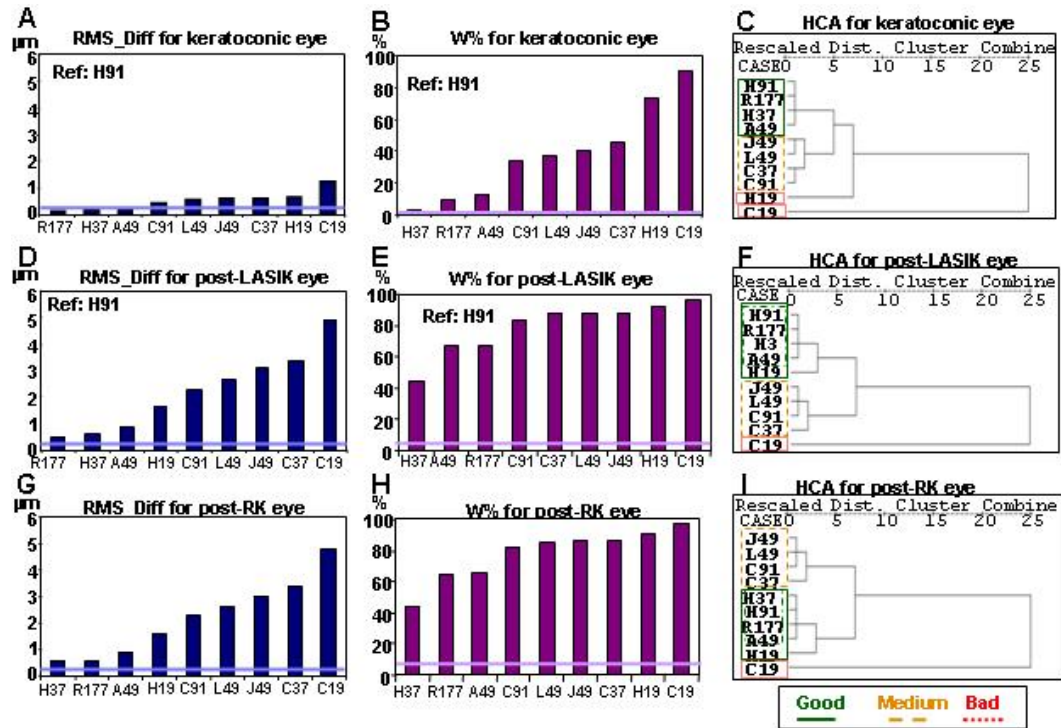 A
µm
RMS_Diff for keratoconic eye
Ref: H91
6
5
4
3
2
1
0
R177 H37 A49 C91 L49 J49 C37 H19 C19
B
%
W% for keratoconic eye
Ref: H91
100
80
60
40
20
0
H37 R177 A49 C91 L49 J49 C37 H19 C19
C
HCA for keratoconic eye
Rescaled Dist. Cluster Combine
CASE0 5 10 15 20 25
H91
R177
H37
A49
J49
L49
C37
C91
H19
C19
D
µm
RMS_Diff for post-LASIK eye
Ref: H91
6
5
4
3
2
1
0
R177 H37 A49 H19 C91 L49 J49 C37 C19
E
%
W% for post-LASIK eye
Ref: H91
100
80
60
40
20
0
H37 A49 R177 C91 C37 L49 J49 H19 C19
F
HCA for post-LASIK eye
Rescaled Dist. Cluster Combine
CASE 0 5 10 15 20 25
H91
R177
H3
A49
H19
J49
L49
C91
C37
C19
G
µm
RMS_Diff for post-RK eye
6
5
4
3
2
1
0
H37 R177 A49 H19 C91 L49 J49 C37 C19
H
%
W% for post-RK eye
100
80
60
40
20
0
H37 R177 A49 C91 L49 J49 C37 H19 C19
I
HCA for post-RK eye
Rescaled Dist. Cluster Combine
CASE0 5 10 15 20 25
J49
L49
C91
C37
H37
H91
R177
A49
H19
C19
Good Medium Bad